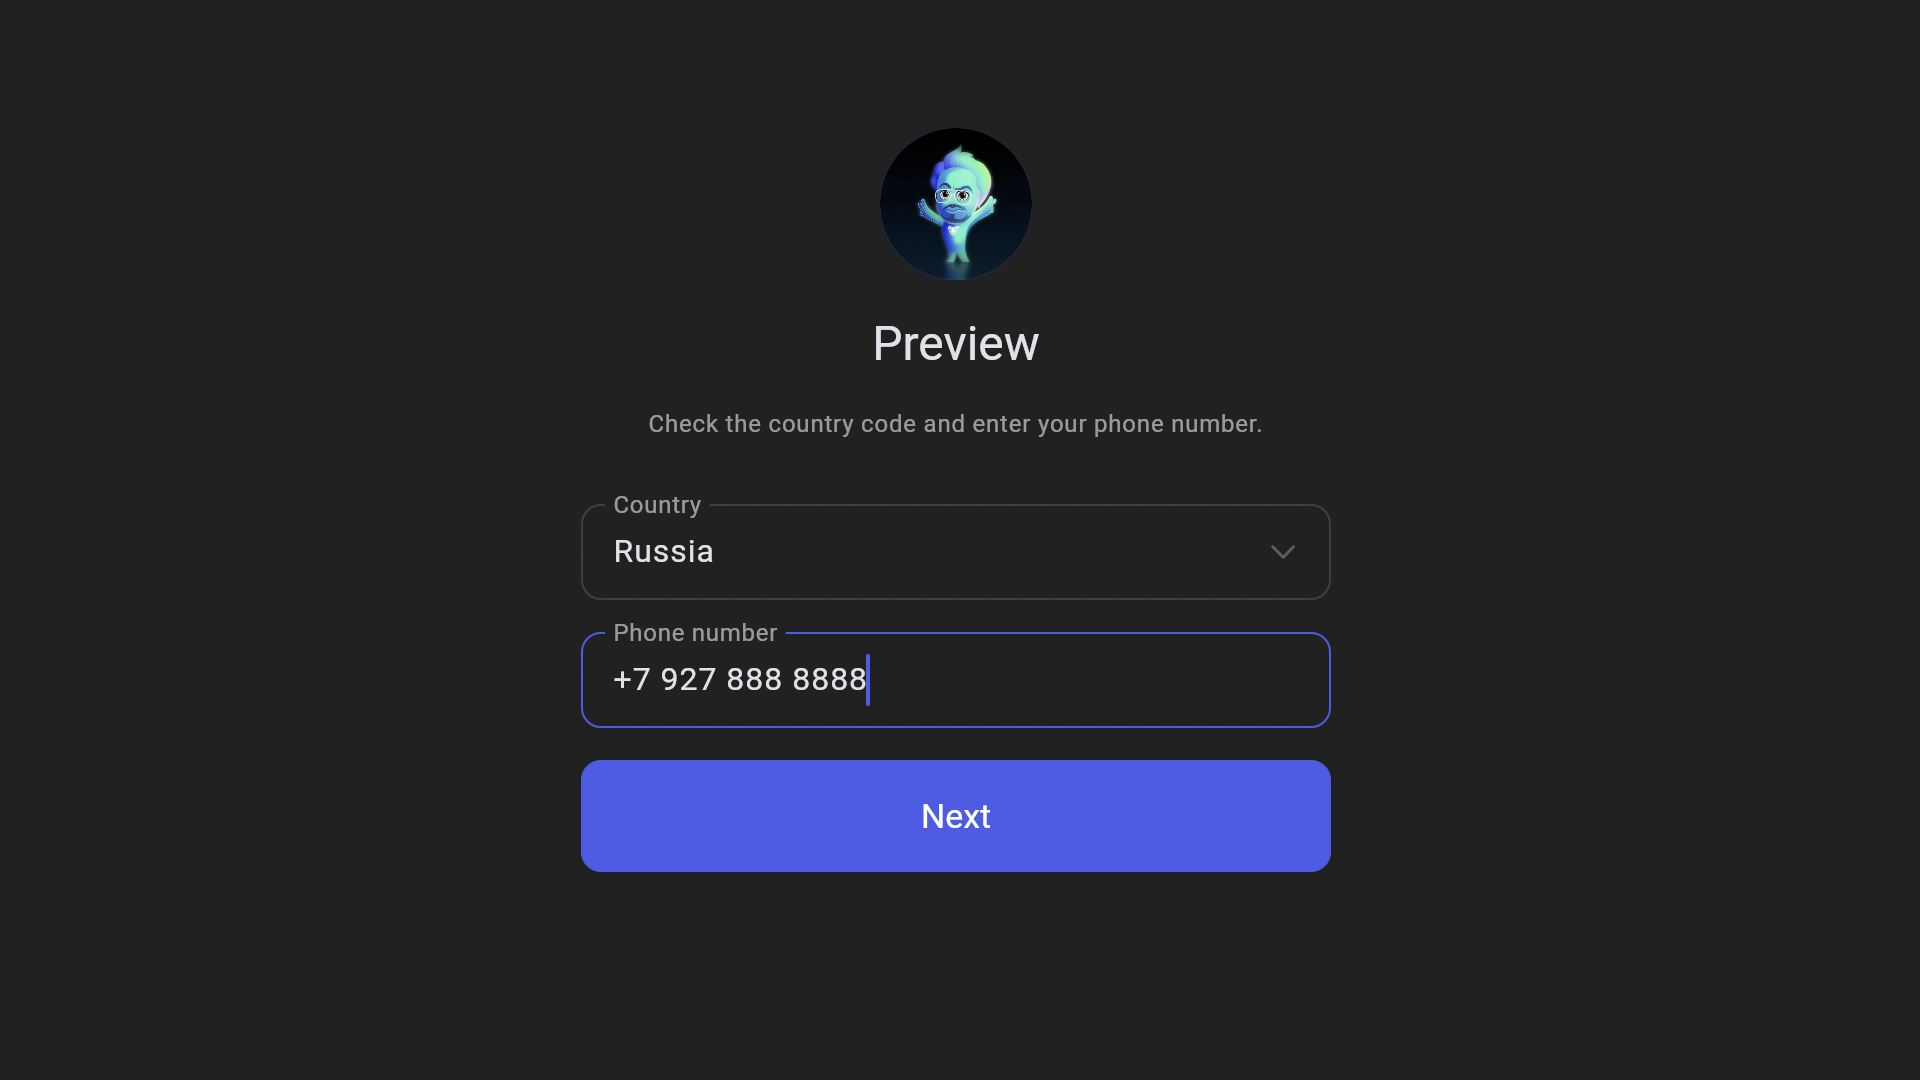 Preview
Check the country code and enter your phone number.
Country
Russia
Phone number
+7 927 888 8888
Next